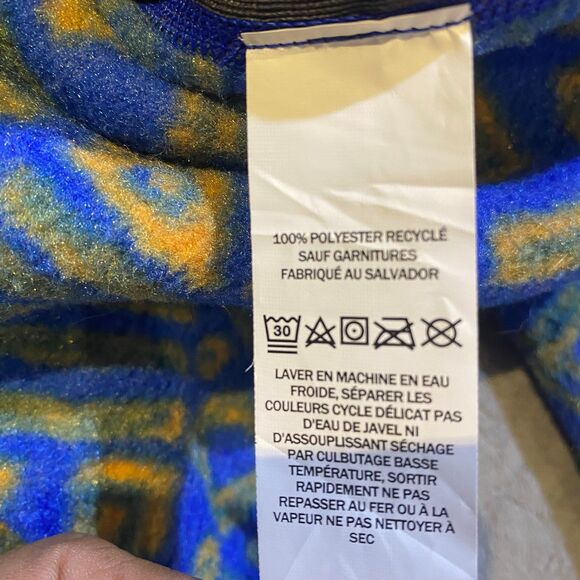 100% POLYESTER RECYCLÉ
SAUF GARNITURES
FABRIQUÉ AU SALVADOR
30
LAVER EN MACHINE EN EAU
FROIDE, SÉPARER LES
COULEURS CYCLE DÉLICAT PAS
D'EAU DE JAVEL NI
D'ASSOUPLISSANT SÉCHAGE
PAR CULBUTAGE BASSE
TEMPÉRATURE, SORTIR
RAPIDEMENT NE PAS
REPASSER AU FER OU À LA
VAPEUR NE PAS NETTOYER À
SEC